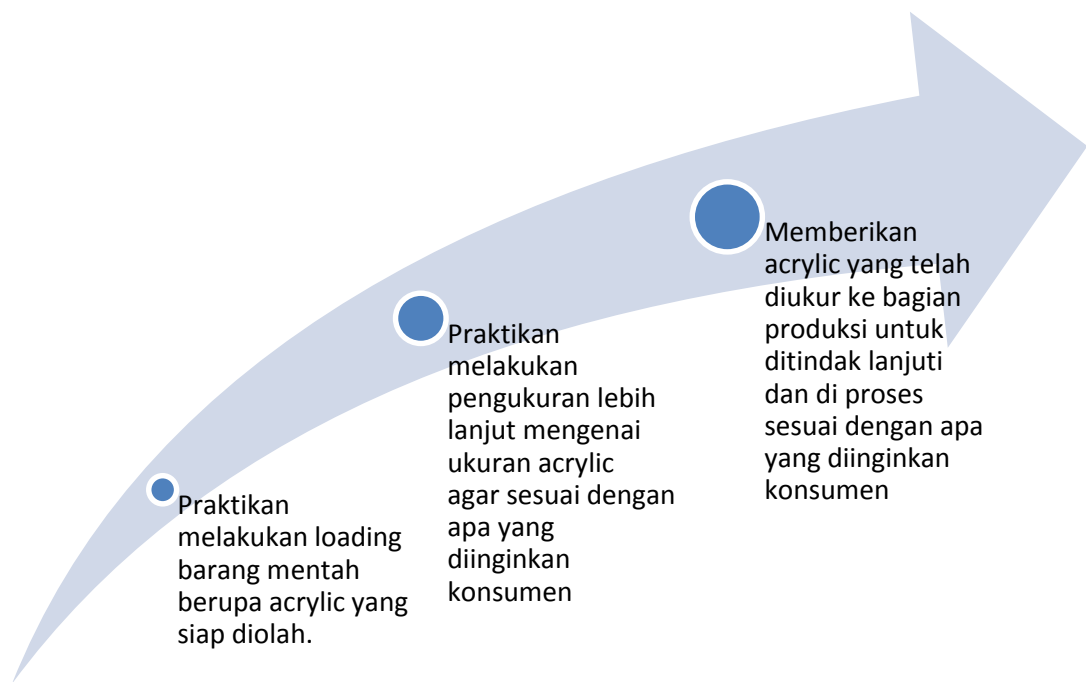 Praktikan
melakukan loading
barang mentah
berupa acrylic yang
siap diolah.
Praktikan
melakukan
pengukuran lebih
lanjut mengenai
ukuran acrylic
agar sesuai dengan
apa yang
diinginkan
konsumen
Memberikan
acrylic yang telah
diukur ke bagian
produksi untuk
ditindak lanjuti
dan di proses
sesuai dengan apa
yang diinginkan
konsumen